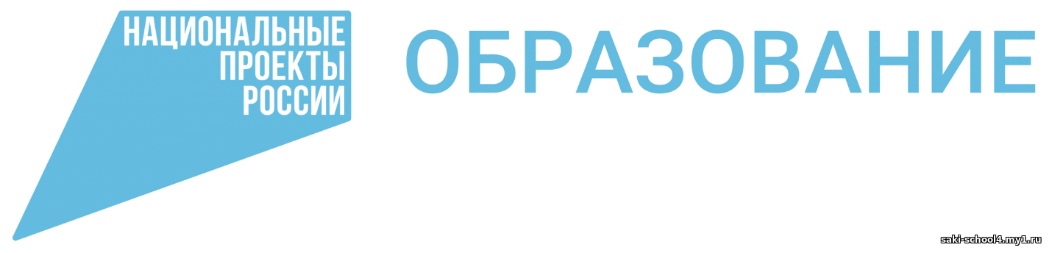 НАЦИОНАЛЬНЫЕ
ПРОЕКТЫ
РОССИИ
ОБРАЗОВАНИЕ
saki-school4.my1.ru